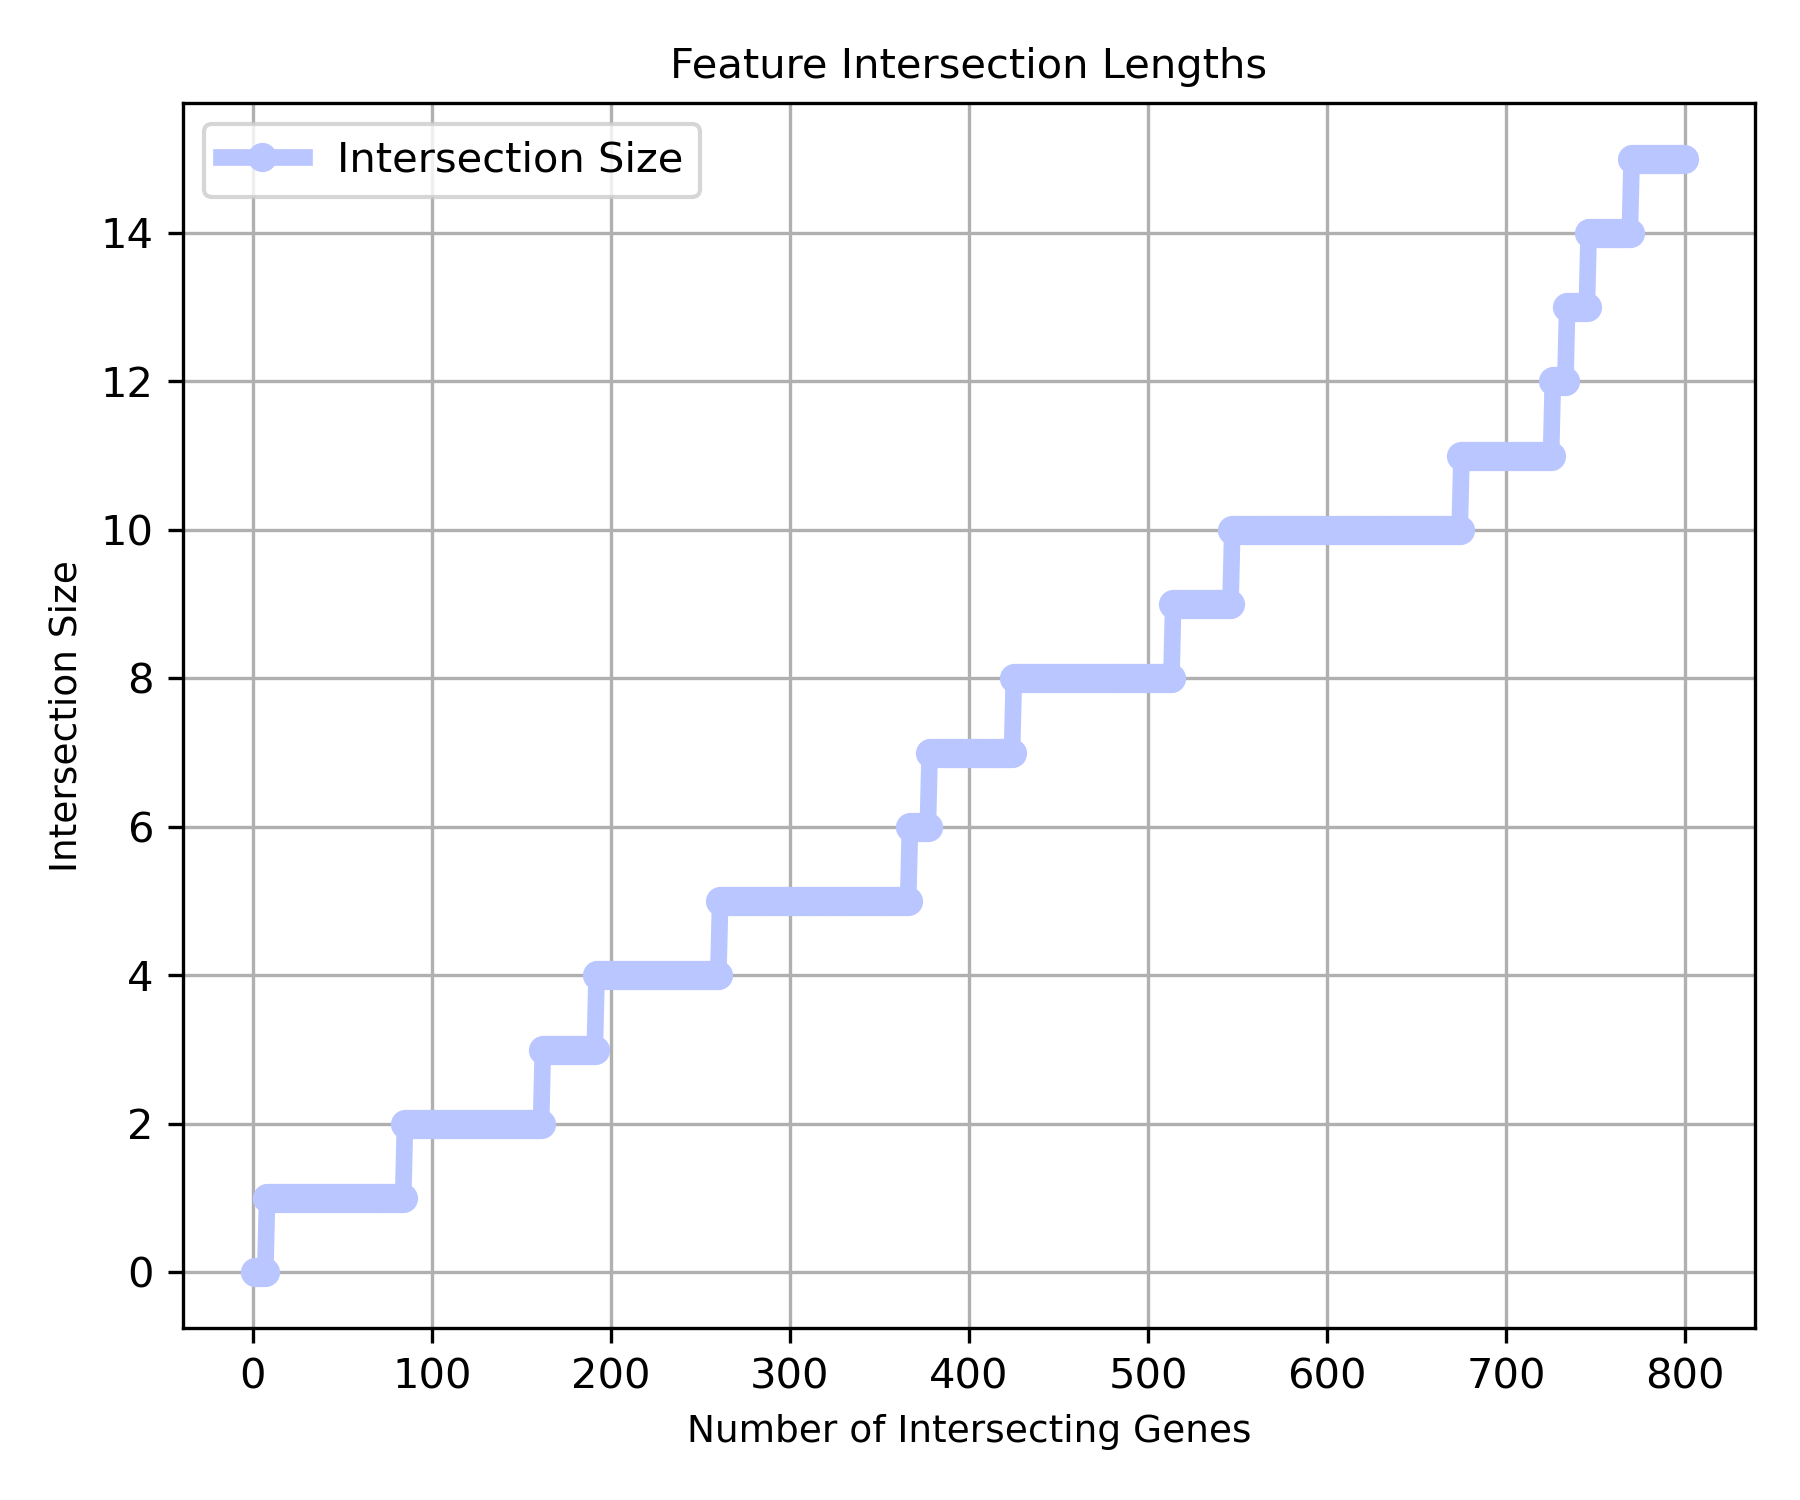 Feature Intersection Lengths
Intersection Size
14
12
10
8
6
4
2
0
Intersection Size
0 100 200 300 400 500 600 700 800
Number of Intersecting Genes